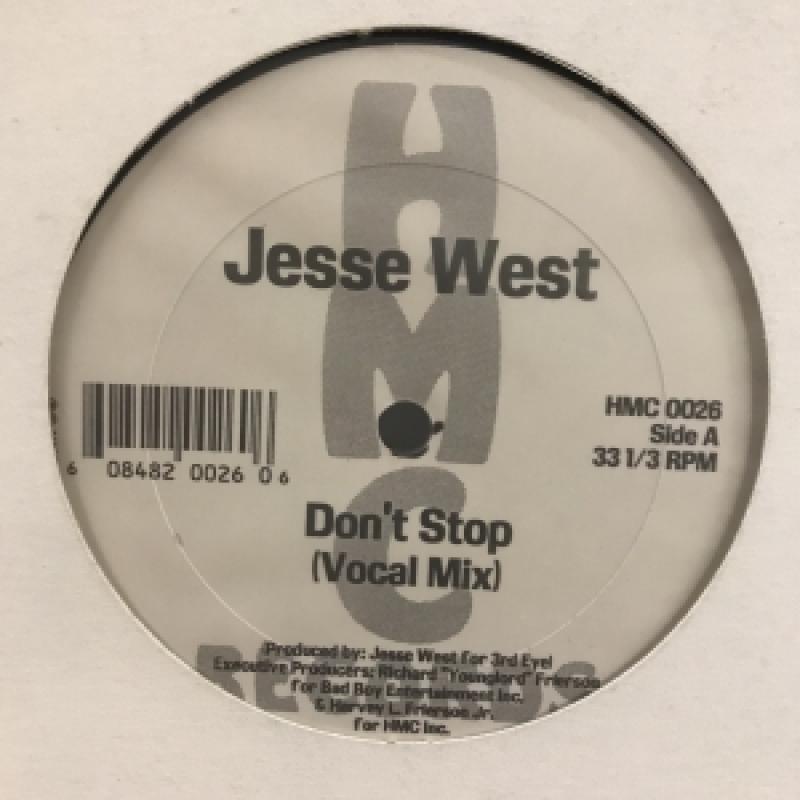 HMC
Jesse West
HMC 0026
Side A
33 1/3 RPM
6 08482 0026 0 6
Don't Stop
(Vocal Mix)
RECORDS
Produced by: Jesse West for 3rd Eye!
Executive Producers: Richard "Younglord" Frierson
for Bad Boy Entertainment Inc.
& Harvey L. Frierson Jr.
for HMC Inc.